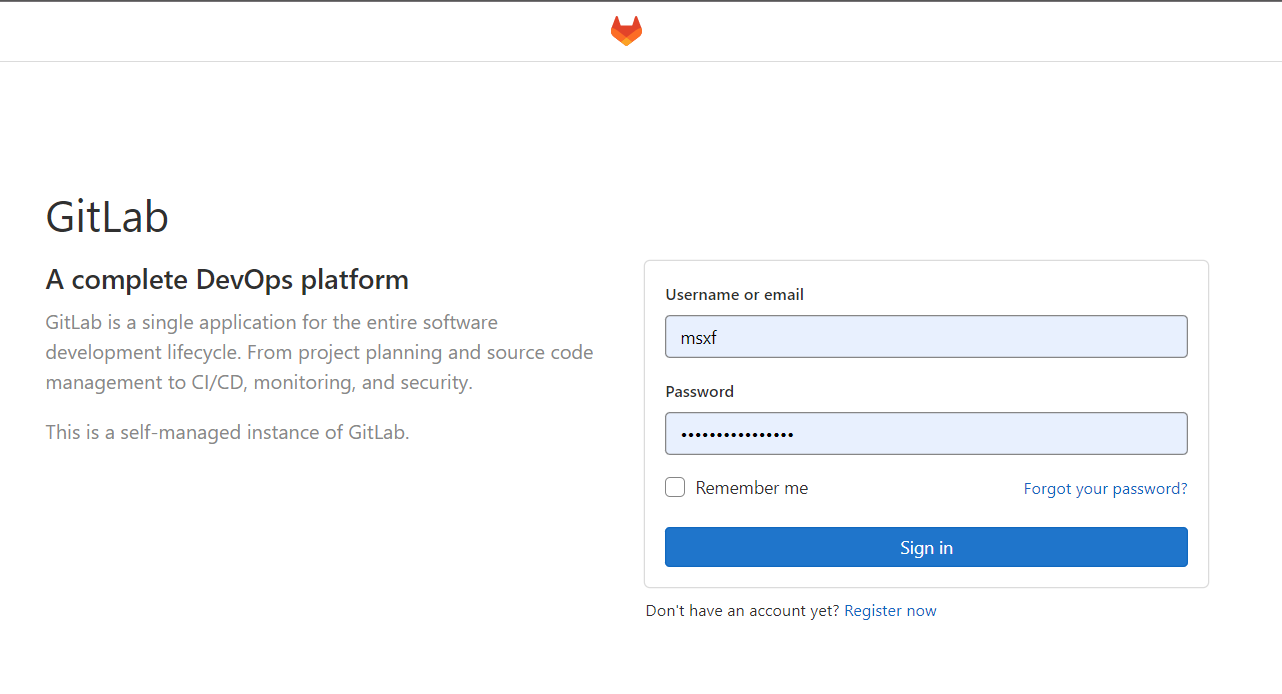 GitLab
A complete DevOps platform
GitLab is a single application for the entire software
development lifecycle. From project planning and source code
management to CI/CD, monitoring, and security.
This is a self-managed instance of GitLab.
Username or email
msxf
Password
••••••••••••••••
Remember me
Forgot your password?
Sign in
Don't have an account yet? Register now